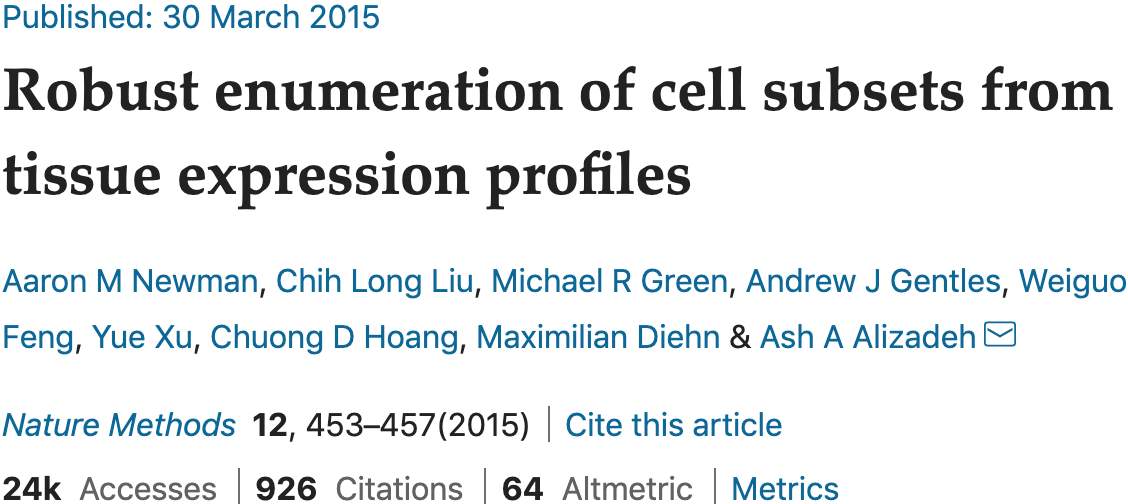 Published: 30 March 2015
Robust enumeration of cell subsets from
tissue expression profiles
Aaron M Newman, Chih Long Liu, Michael R Green, Andrew J Gentles, Weiguo
Feng, Yue Xu, Chuong D Hoang, Maximilian Diehn & Ash A Alizadeh
Nature Methods 12, 453–457(2015) | Cite this article
24k Accesses | 926 Citations | 64 Altmetric | Metrics